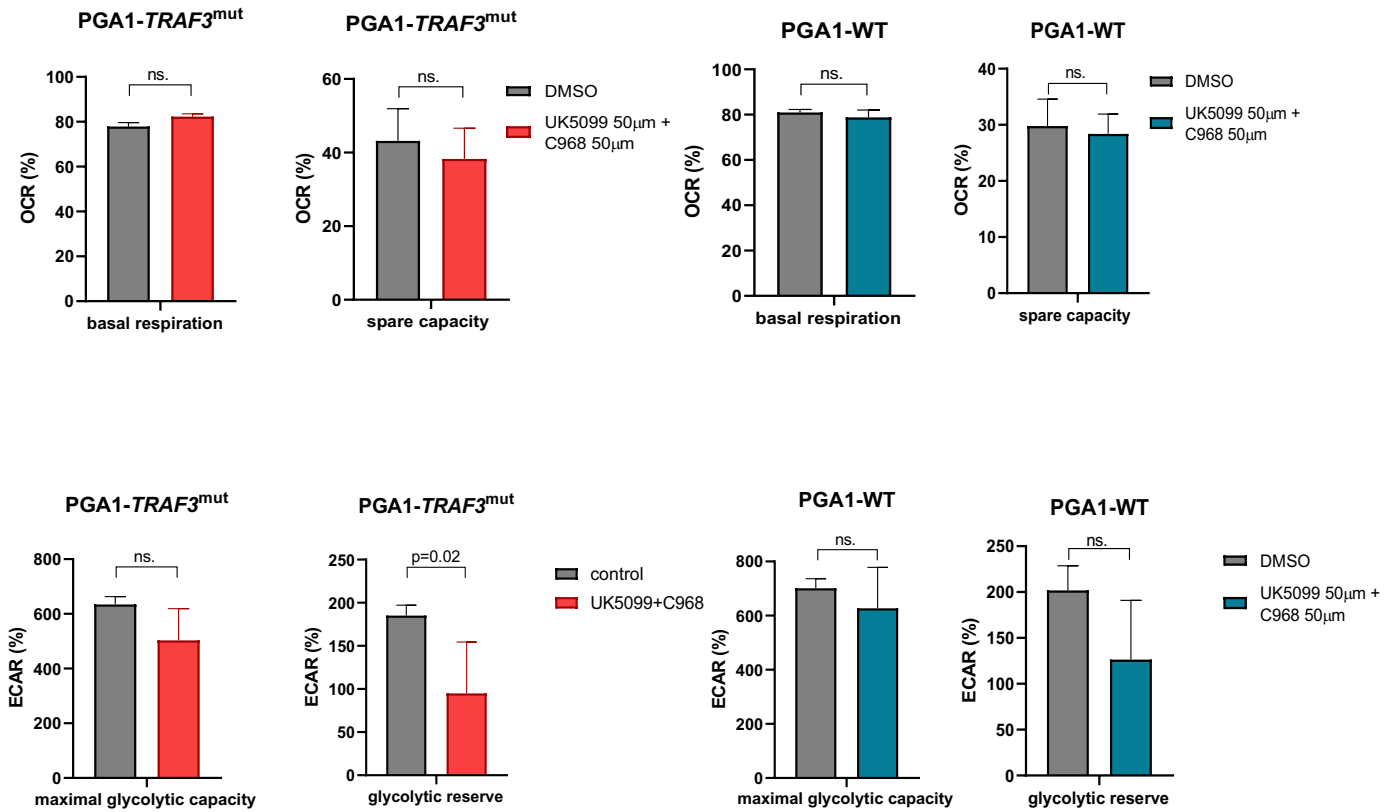 PGA1-TRAF3mut
ns.
OCR (%)
100
80
60
40
20
0
basal respiration
PGA1-TRAF3mut
ns.
OCR (%)
60
40
20
0
spare capacity
DMSO
UK5099 50μm +
C968 50μm
PGA1-WT
ns.
OCR (%)
100
80
60
40
20
0
basal respiration
PGA1-WT
ns.
OCR (%)
40
30
20
10
0
spare capacity
DMSO
UK5099 50μm +
C968 50μm
PGA1-TRAF3mut
ns.
ECAR (%)
800
600
400
200
0
maximal glycolytic capacity
PGA1-TRAF3mut
p=0.02
ECAR (%)
250
200
150
100
50
0
glycolytic reserve
control
UK5099+C968
PGA1-WT
ns.
ECAR (%)
800
600
400
200
0
maximal glycolytic capacity
PGA1-WT
ns.
ECAR (%)
250
200
150
100
50
0
glycolytic reserve
DMSO
UK5099 50μm +
C968 50μm